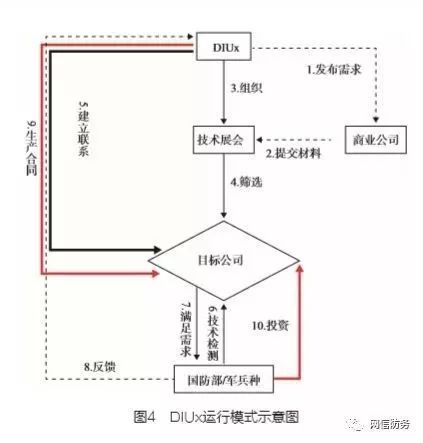 DIUx
1.发布需求
3.组织
技术展会
商业公司
2.提交材料
4.筛选
5.建立联系
9.生产合同
目标公司
7.满足需求
6.技术检测
10.投资
8.反馈
国防部/军兵种
图4 DIUx运行模式示意图
网信防务